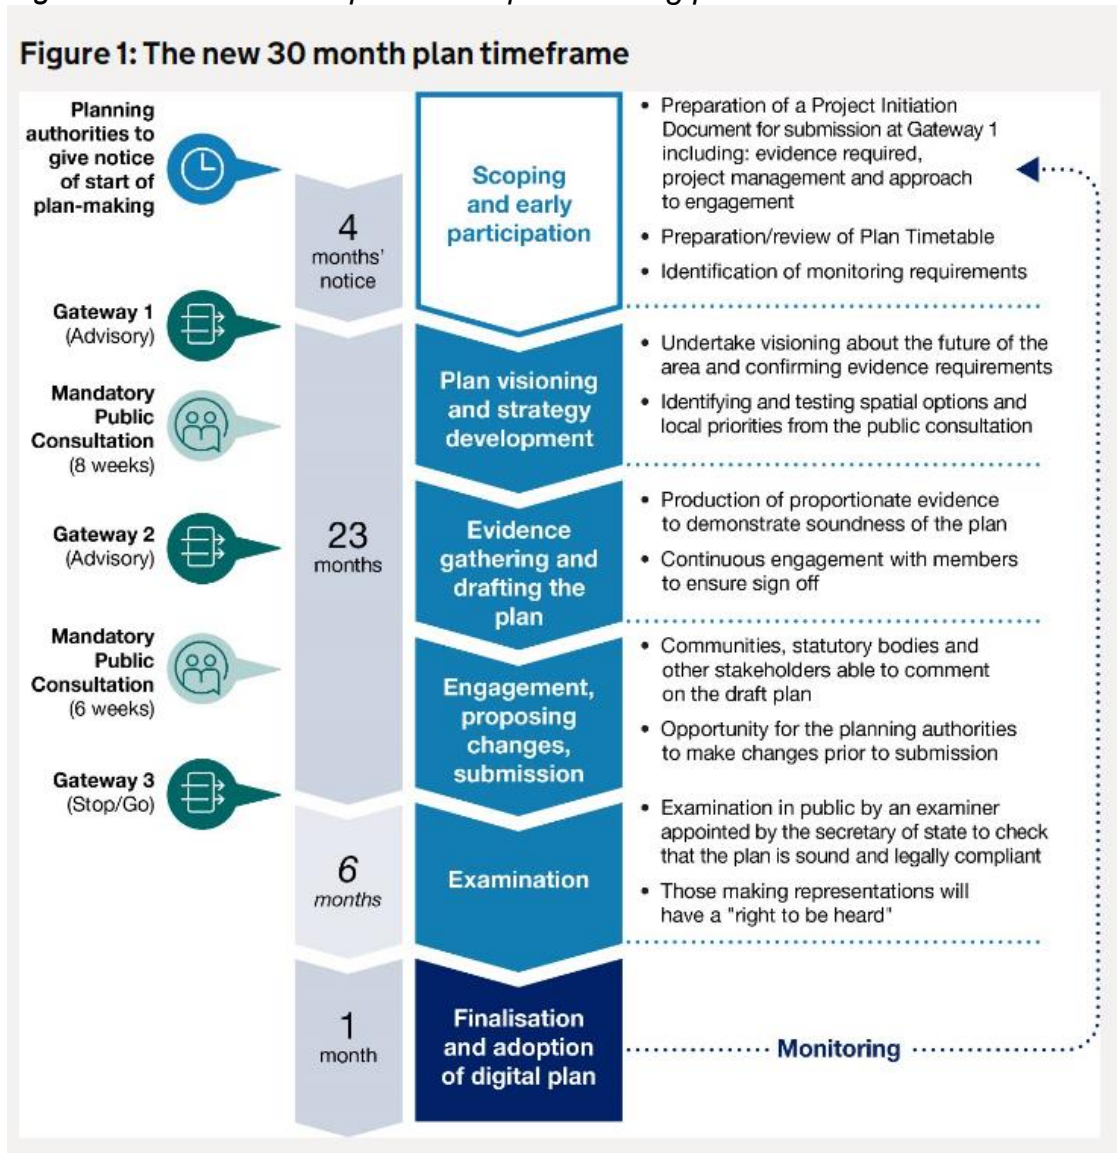 Figure 1: The new 30 month plan timeframe
Planning
authorities to
give notice
of start of
plan-making
4
months'
notice
Scoping
and early
participation
• Preparation of a Project Initiation
Document for submission at Gateway 1
including: evidence required,
project management and approach
to engagement
• Preparation/review of Plan Timetable
• Identification of monitoring requirements
Gateway 1
(Advisory)
Mandatory
Public
Consultation
(8 weeks)
Plan visioning
and strategy
development
• Undertake visioning about the future of the
area and confirming evidence requirements
• Identifying and testing spatial options and
local priorities from the public consultation
Gateway 2
(Advisory)
23
months
Evidence
gathering and
drafting the
plan
• Production of proportionate evidence
to demonstrate soundness of the plan
• Continuous engagement with members
to ensure sign off
Mandatory
Public
Consultation
(6 weeks)
Engagement,
proposing
changes,
submission
• Communities, statutory bodies and
other stakeholders able to comment
on the draft plan
• Opportunity for the planning authorities
to make changes prior to submission
Gateway 3
(Stop/Go)
6
months
Examination
• Examination in public by an examiner
appointed by the secretary of state to check
that the plan is sound and legally compliant
• Those making representations will
have a "right to be heard"
1
month
Finalisation
and adoption
of digital plan
Monitoring